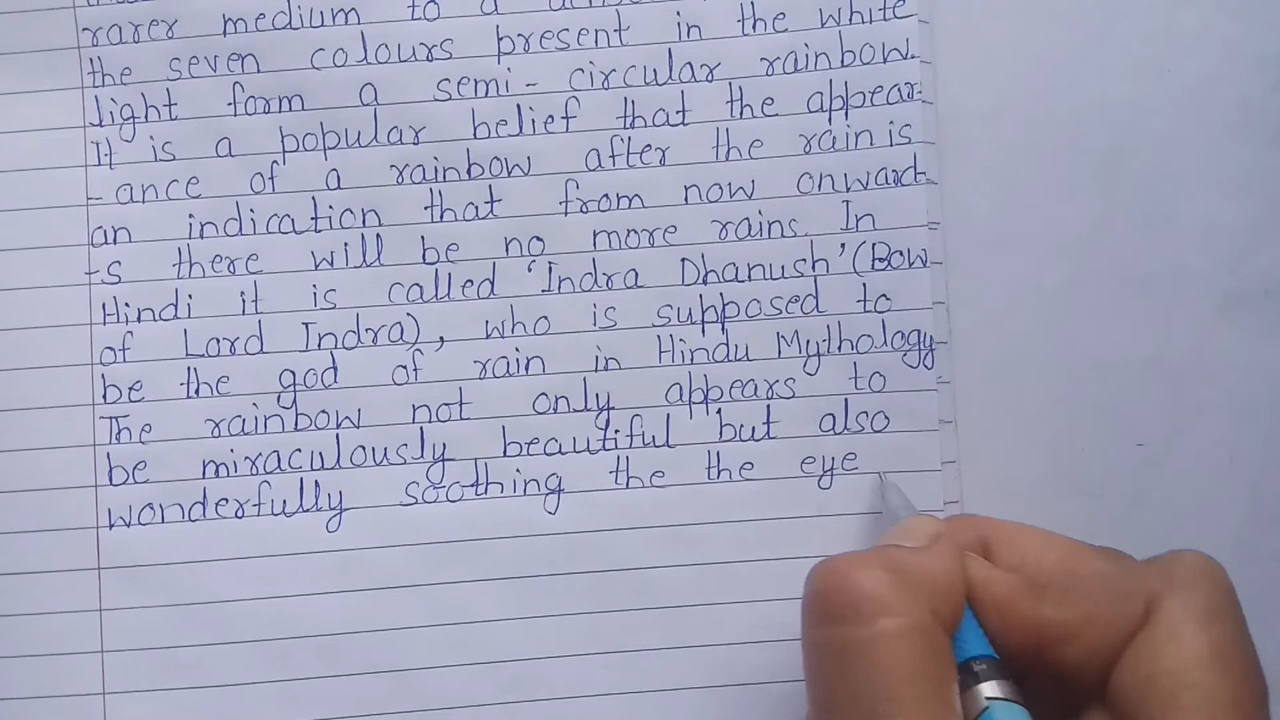 rarer medium to a
the seven colours present in the white
light form a semi- circular rainbow.
It is a popular belief that the appear-
-ance of a rainbow after the rain is
an indication that from now onward-
-s there will be no more rains. In
Hindi it is called 'Indra Dhanush' (Bow
of Lord Indra), who is supposed to
be the god of rain in Hindu Mythology
The rainbow not only appears to
be miraculously beautiful but also
wonderfully soothing the the eye